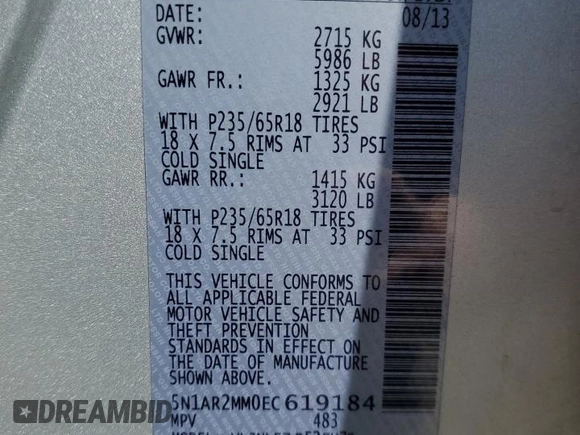 DATE: 08/13
GVWR: 2715 KG
5986 LB
GAWR FR.: 1325 KG
2921 LB
WITH P235/65R18 TIRES
18 X 7.5 RIMS AT 33 PSI
COLD SINGLE
GAWR RR.: 1415 KG
3120 LB
WITH P235/65R18 TIRES
18 X 7.5 RIMS AT 33 PSI
COLD SINGLE
THIS VEHICLE CONFORMS TO
ALL APPLICABLE FEDERAL
MOTOR VEHICLE SAFETY AND
THEFT PREVENTION
STANDARDS IN EFFECT ON
THE DATE OF MANUFACTURE
SHOWN ABOVE.
5N1AR2MM0EC619184
MPV 483
DREAMBID.com